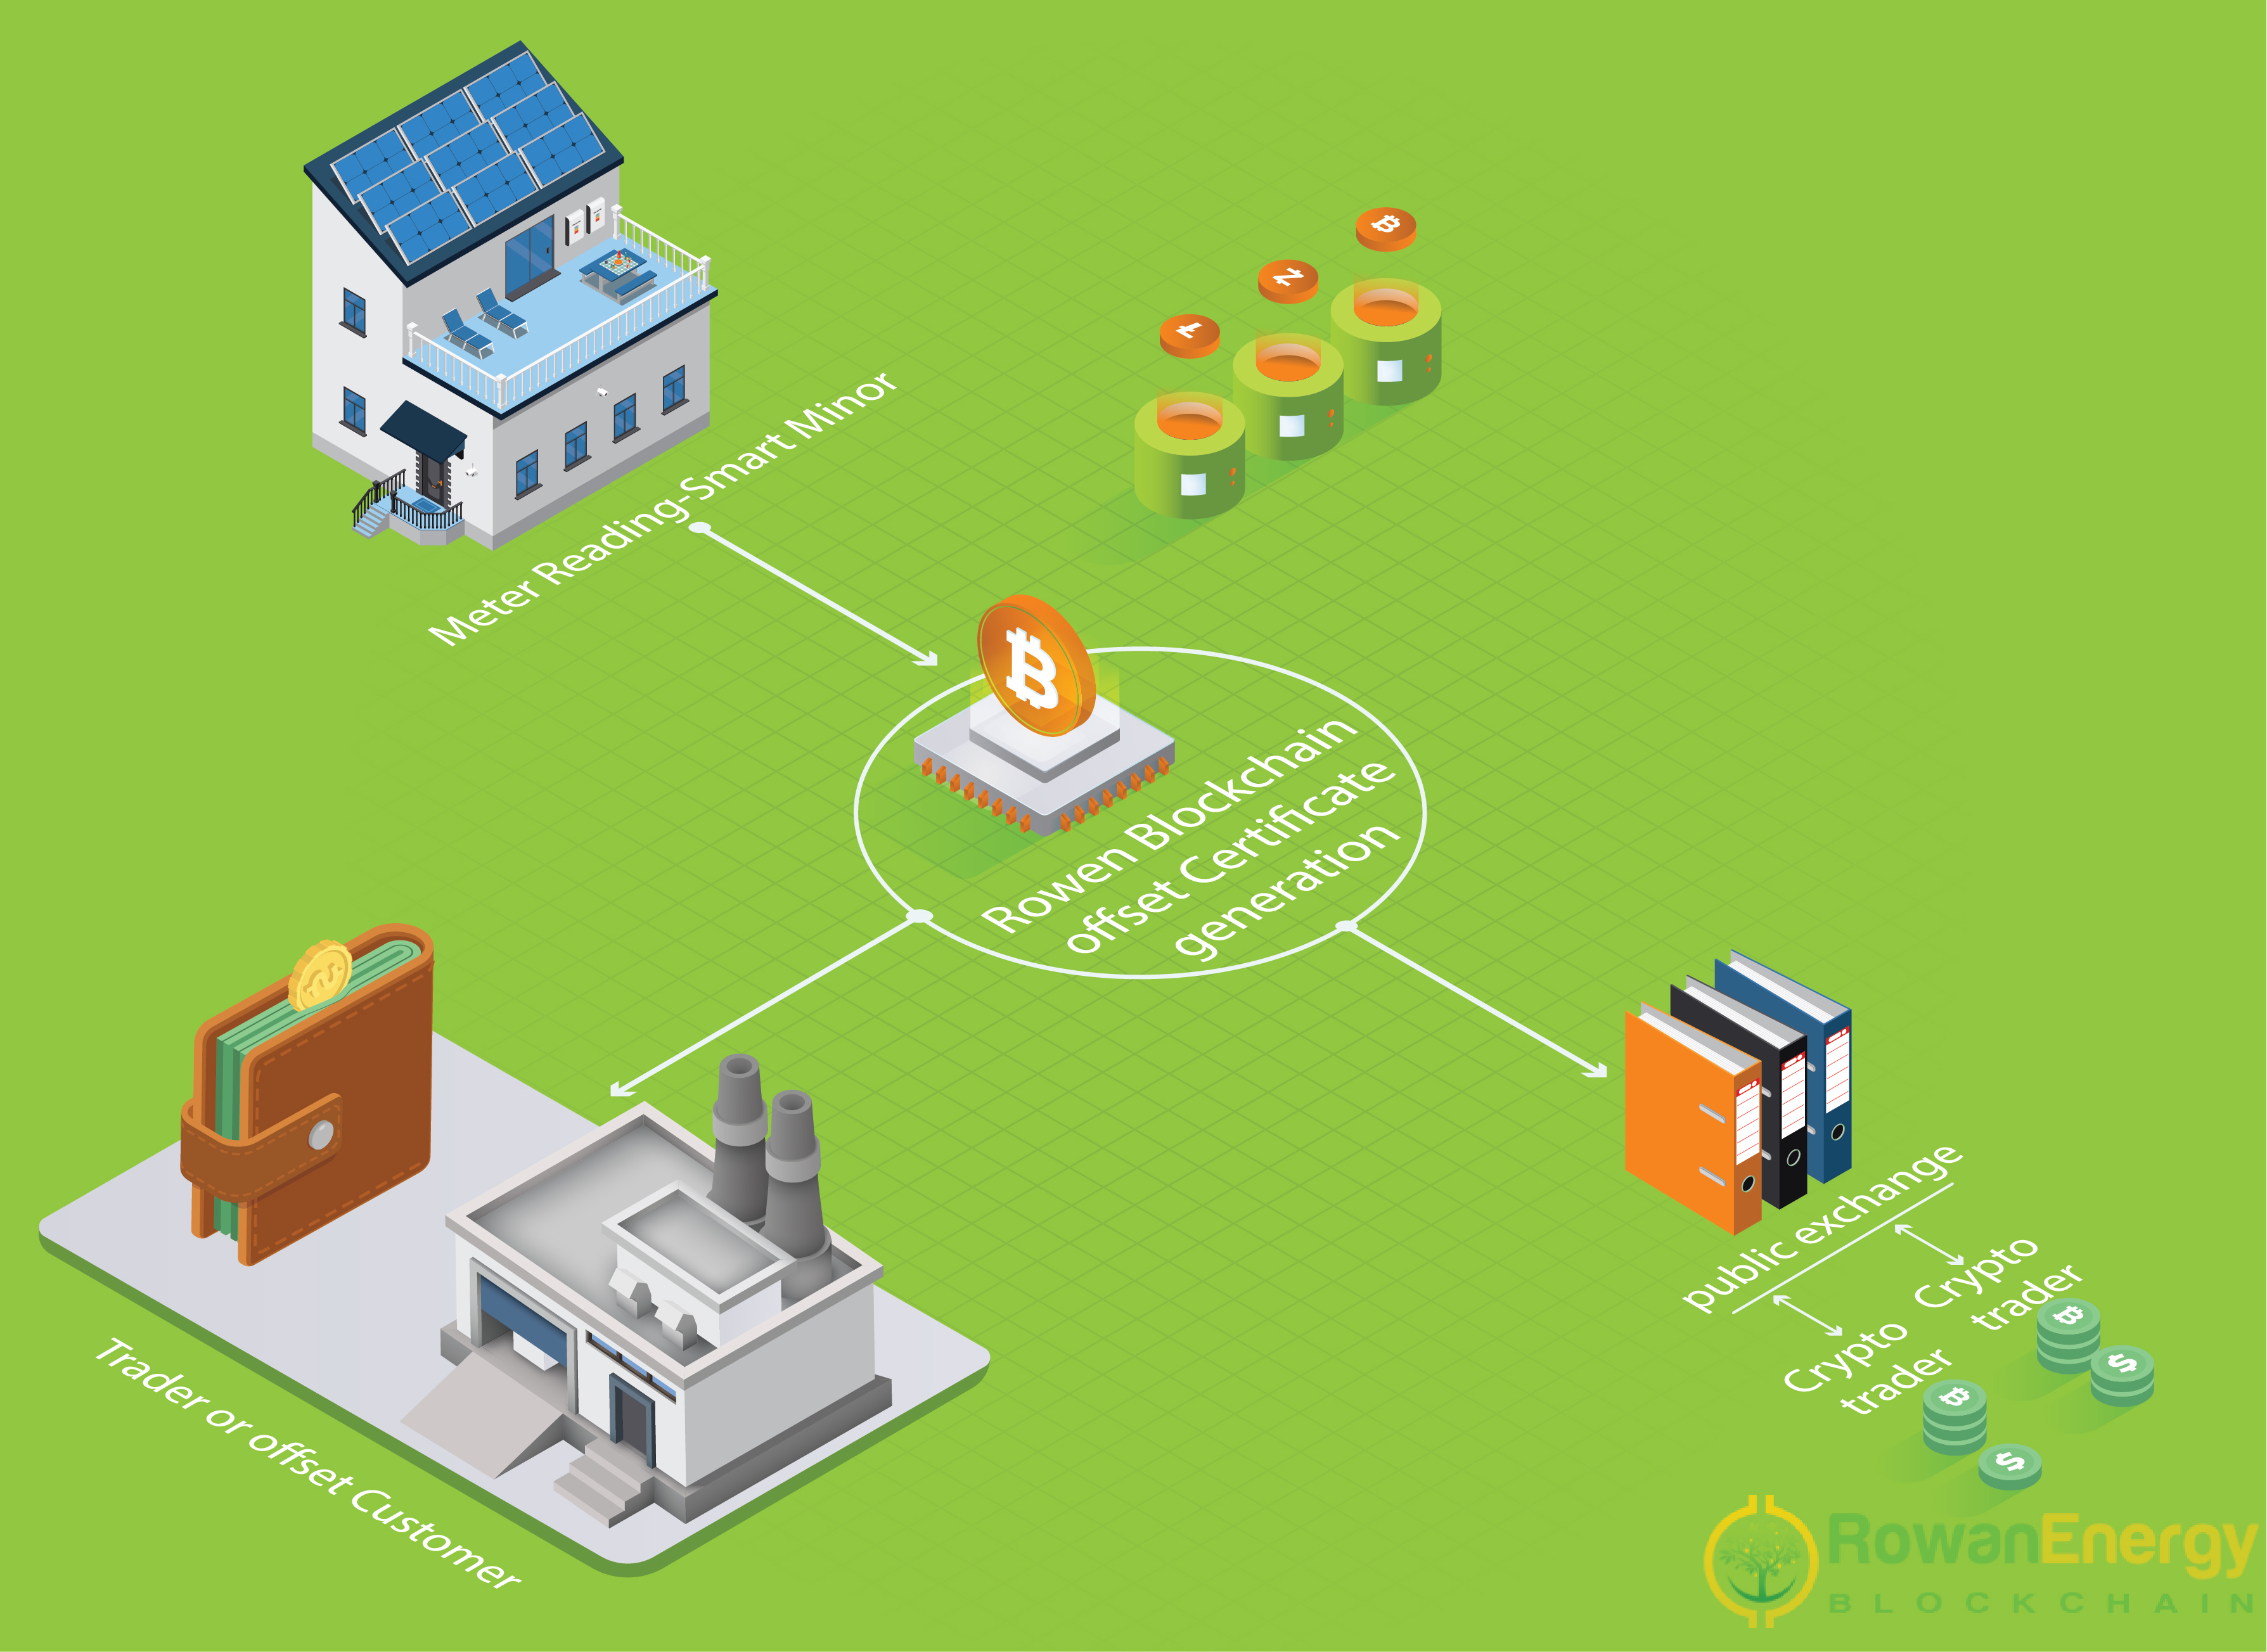 Meter Reading-Smart Minor
Rowen Blockchain
offset Certificate
generation
Trader or offset Customer
public exchange
Crypto
trader
Crypto
trader
RowanEnergy
BLOCKCHAIN